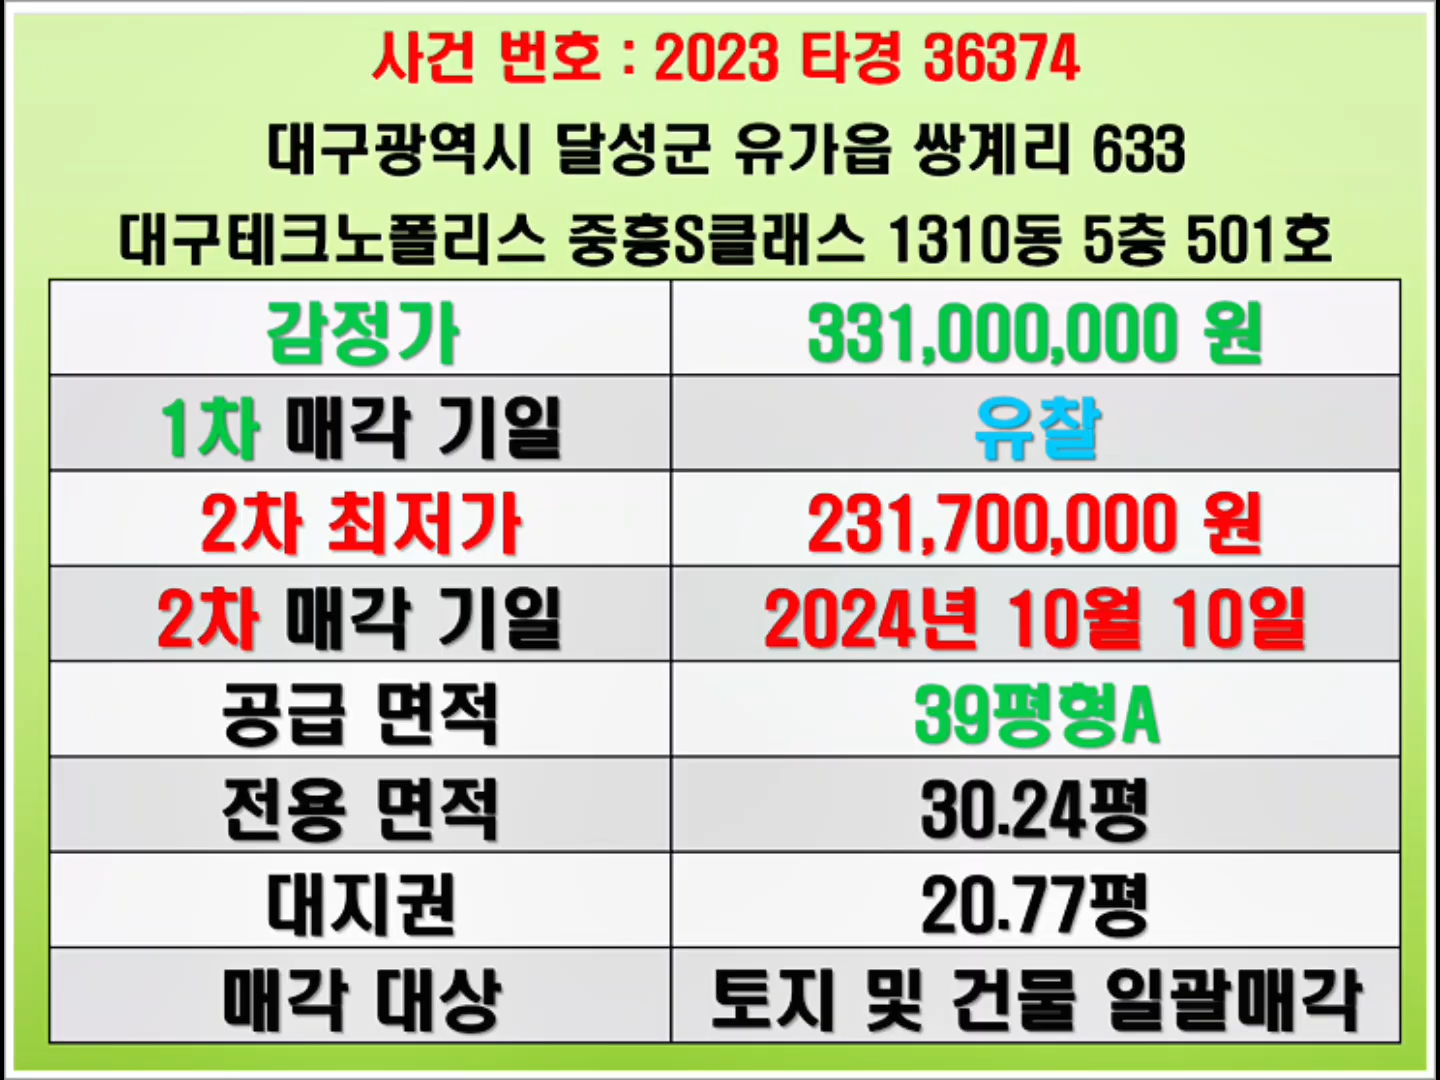 사건 번호 : 2023 타경 36374
대구광역시 달성군 유가읍 쌍계리 633
대구테크노폴리스 중흥S클래스 1310동 5층 501호
감정가 331,000,000 원
1차 매각 기일 유찰
2차 최저가 231,700,000 원
2차 매각 기일 2024년 10월 10일
공급 면적 39평형A
전용 면적 30.24평
대지권 20.77평
매각 대상 토지 및 건물 일괄매각